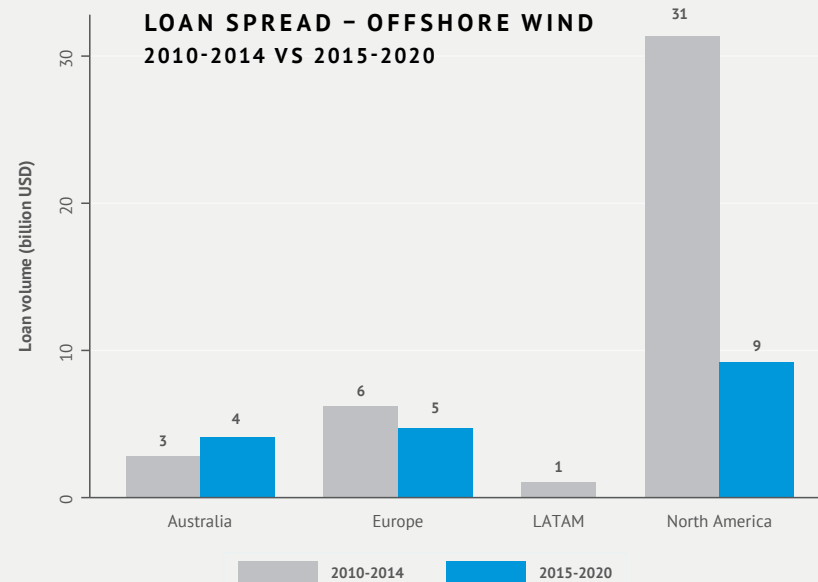 LOAN SPREAD – OFFSHORE WIND
2010-2014 VS 2015-2020
Loan volume (billion USD)
30
20
10
0
3
4
6
5
1
31
9
Australia
Europe
LATAM
North America
2010-2014
2015-2020